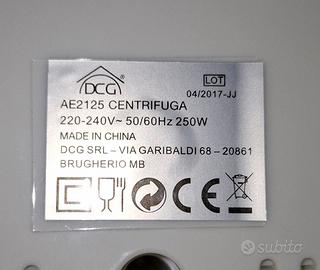 DCG
LOT
04/2017-JJ
AE2125 CENTRIFUGA
220-240V~ 50/60Hz 250W
MADE IN CHINA
DCG SRL – VIA GARIBALDI 68 – 20861
BRUGHERIO MB
CE
subito